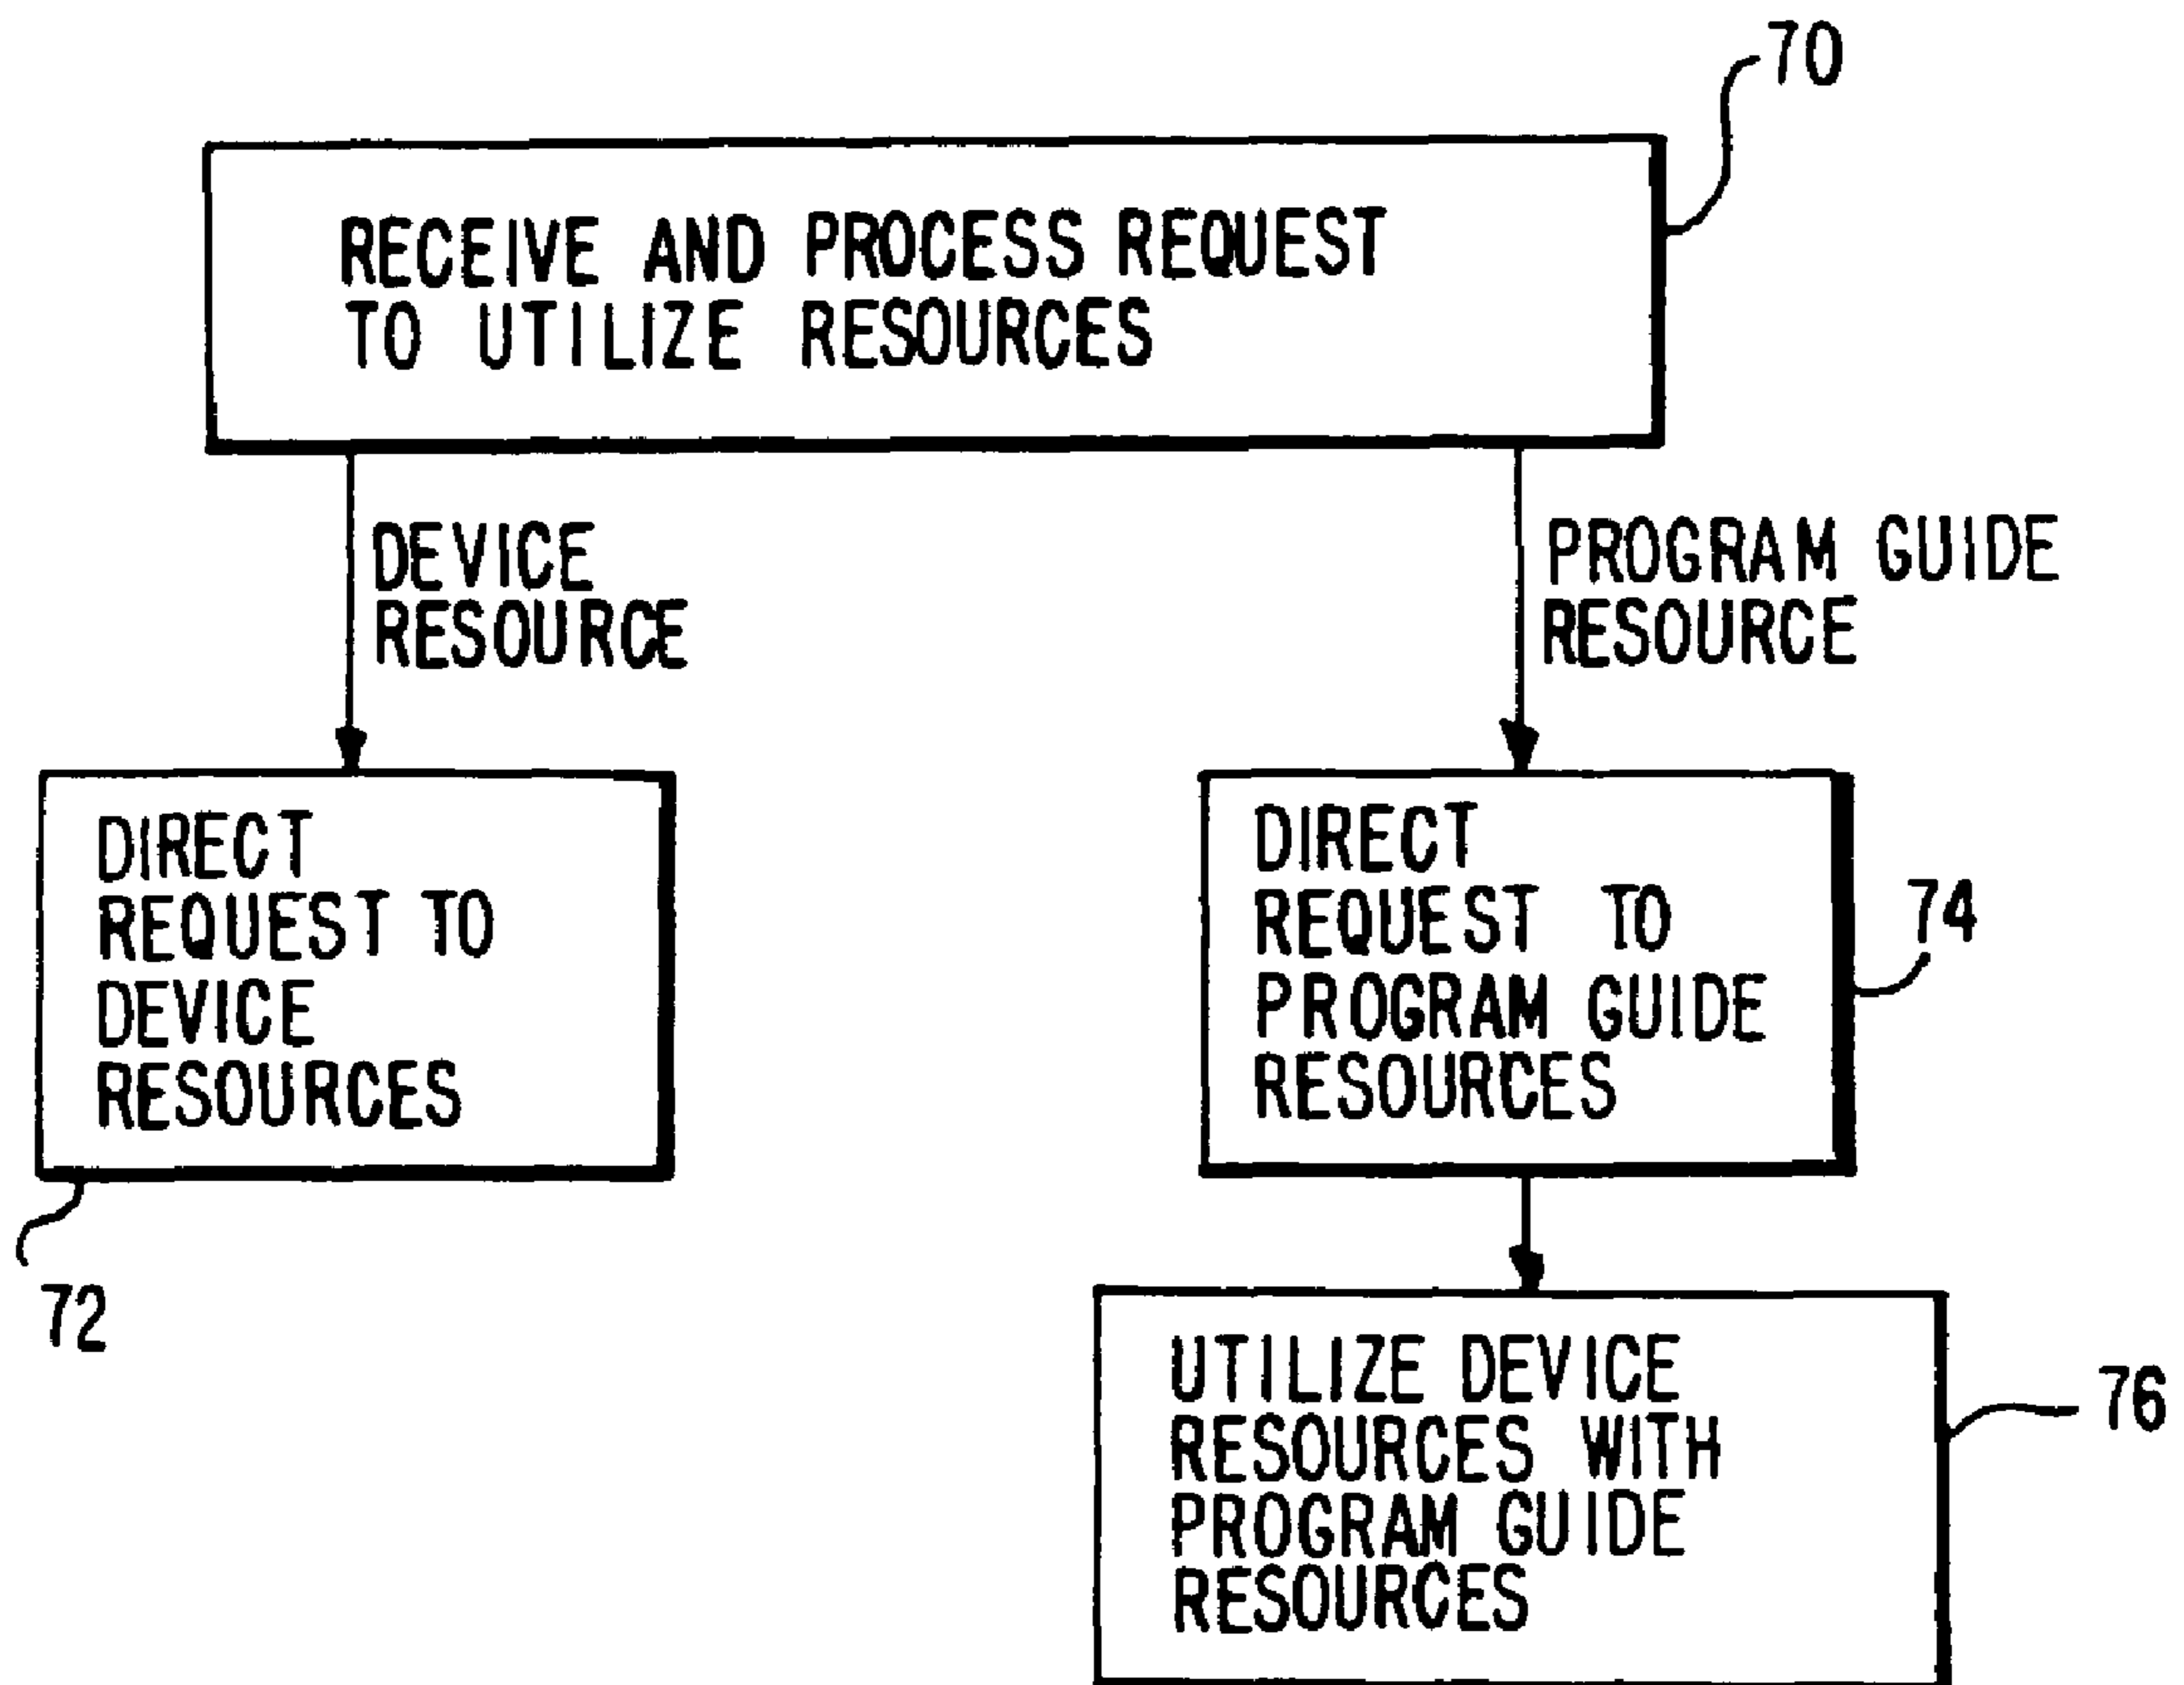 70
RECEIVE AND PROCESS REQUEST
TO UTILIZE RESOURCES
DEVICE
RESOURCE
PROGRAM GUIDE
RESOURCE
DIRECT
REQUEST TO
DEVICE
RESOURCES
72
DIRECT
REQUEST TO
PROGRAM GUIDE
RESOURCES
74
UTILIZE DEVICE
RESOURCES WITH
PROGRAM GUIDE
RESOURCES
76